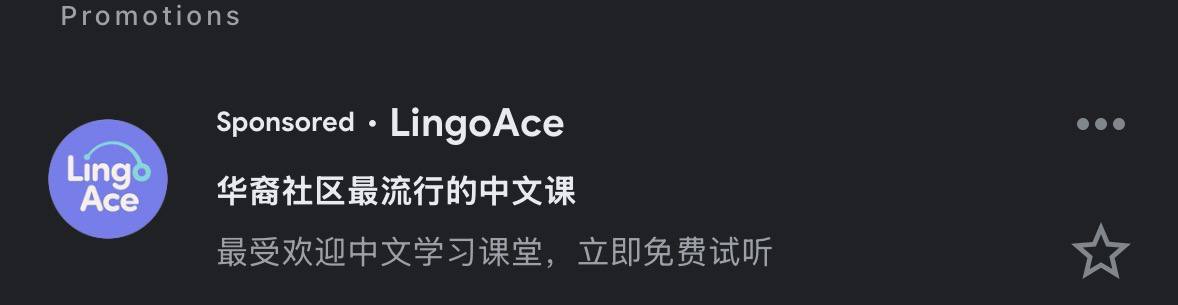 Promotions
Sponsored • LingoAce
Lingo
Ace
华裔社区最流行的中文课
最受欢迎中文学习课堂，立即免费试听